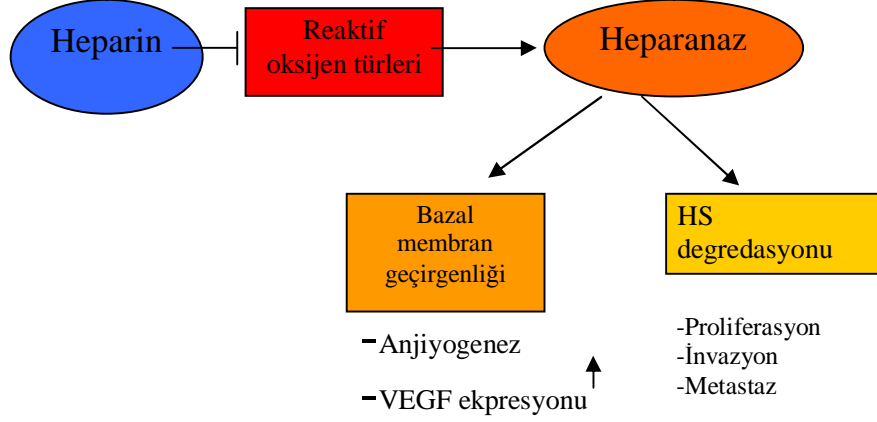 Heparin
Reaktif
oksijen türleri
Heparanaz
Bazal
membran
geçirgenliği
HS
degredasyonu
-Anjiyogenez
-VEGF ekpresyonu
-Proliferasyon
-İnvazyon
-Metastaz